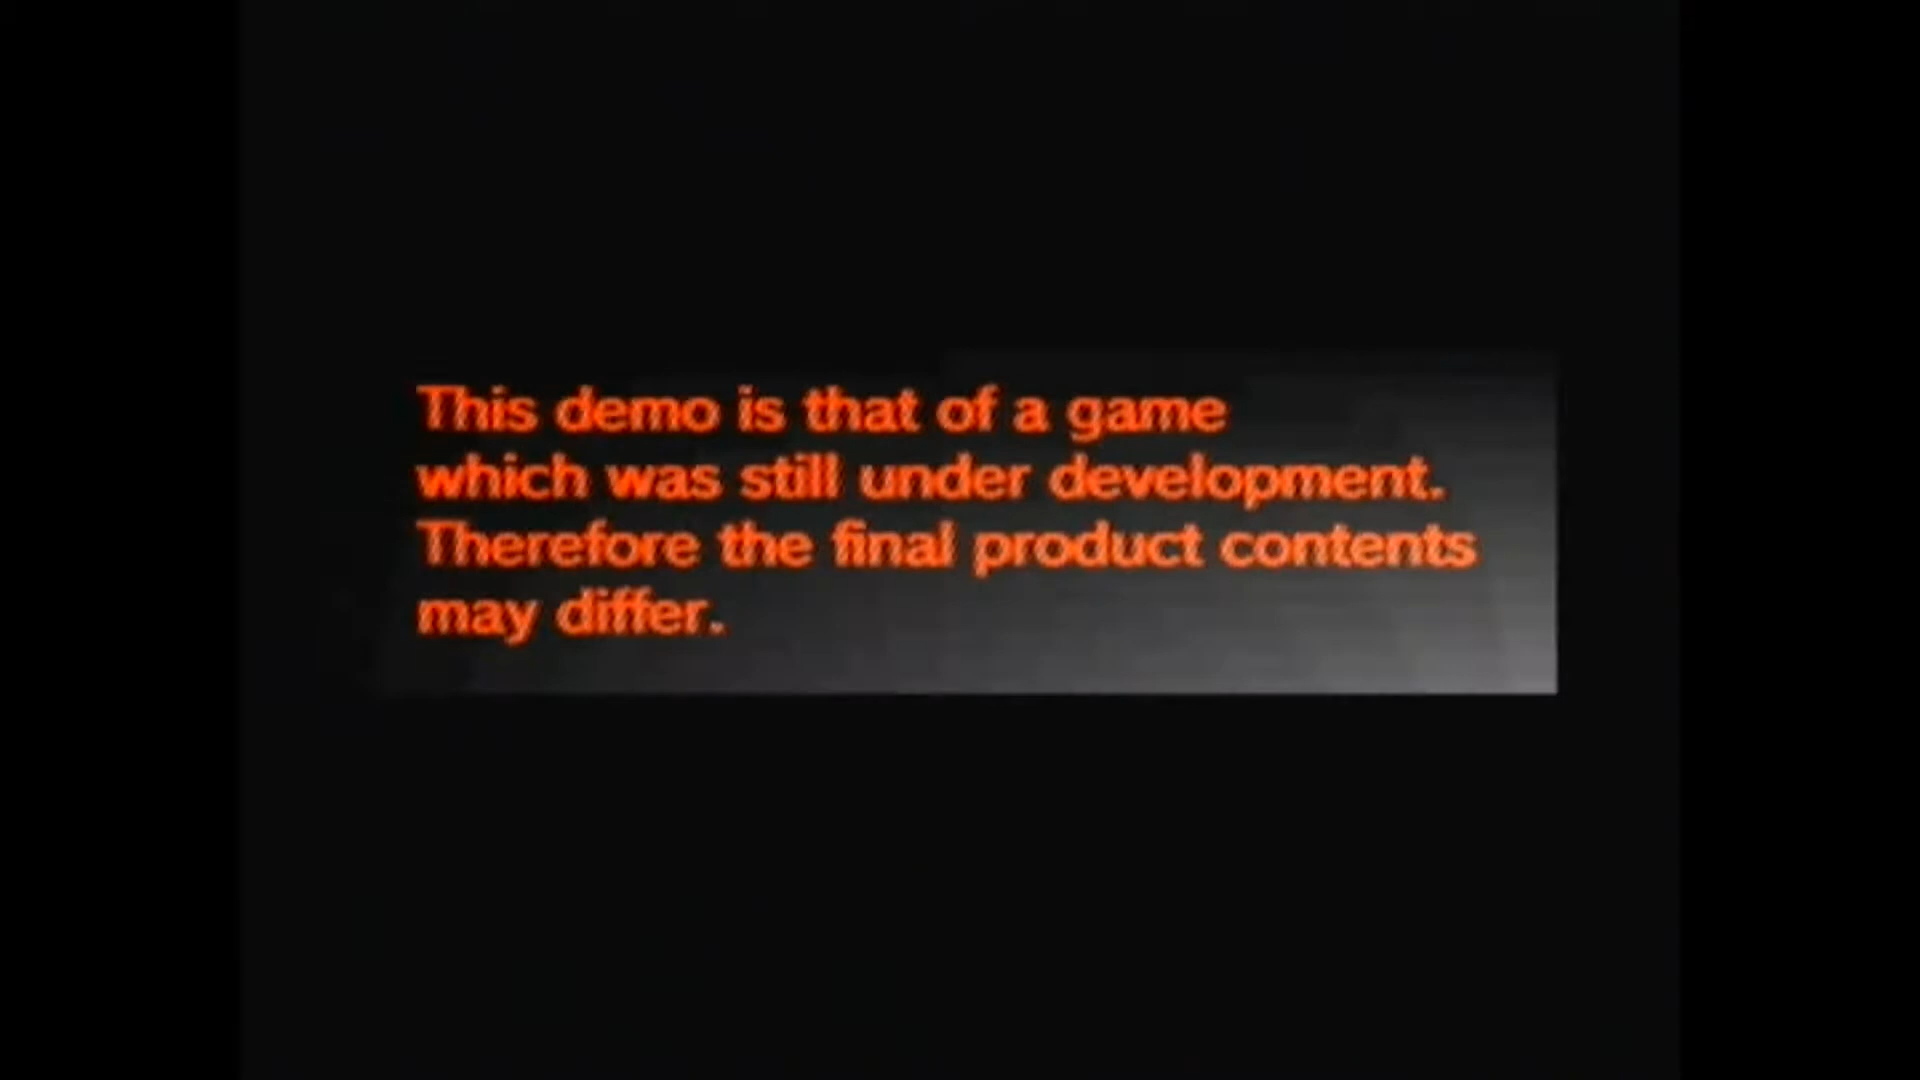 This demo is that of a game
which was still under development.
Therefore the final product contents
may differ.